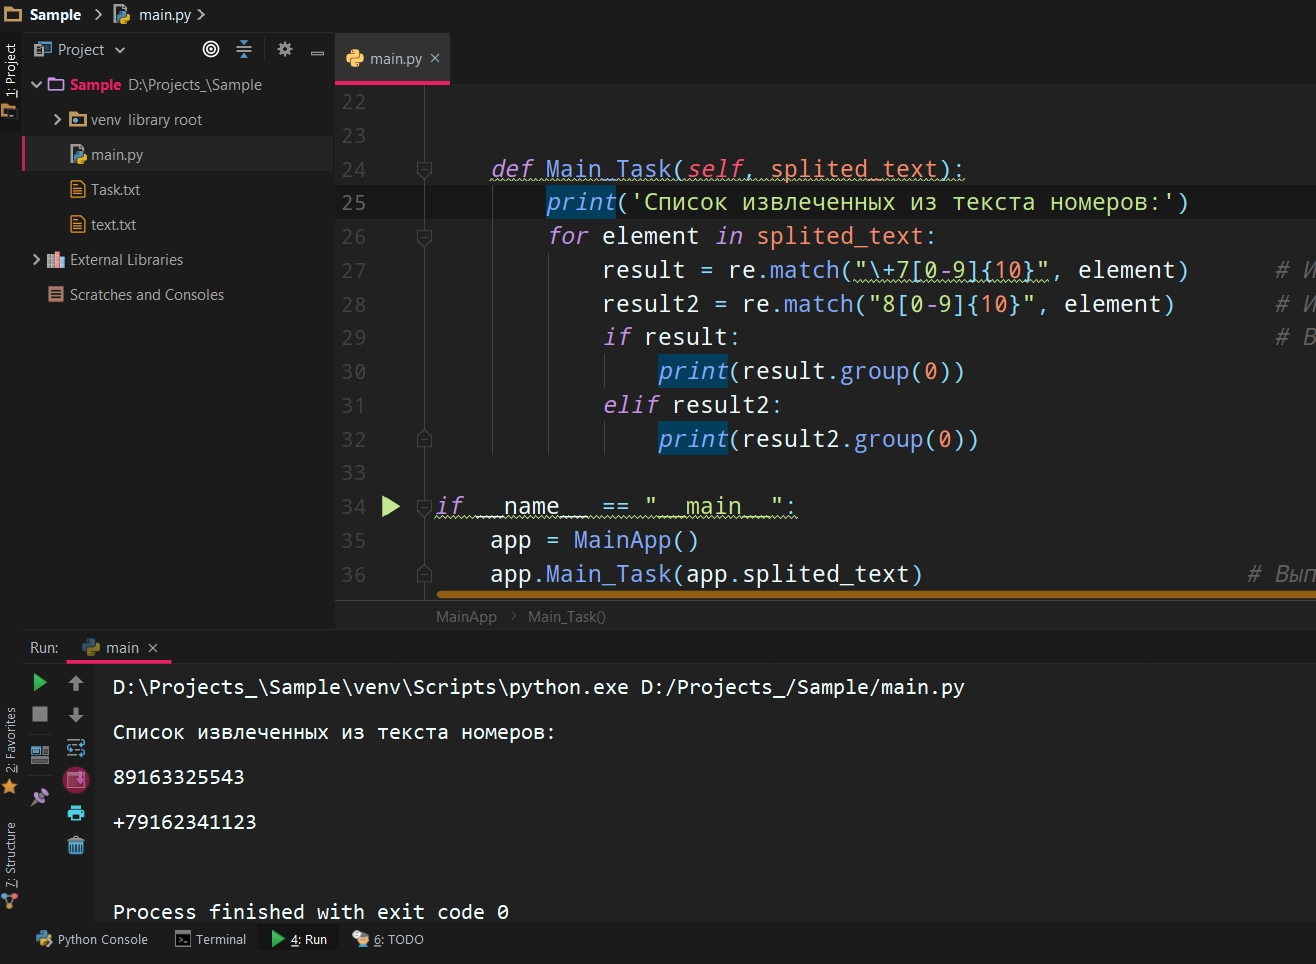 Sample main.py
1: Project
Project
Sample D:\Projects_\Sample
venv library root
main.py
Task.txt
text.txt
External Libraries
Scratches and Consoles
main.py
22
23
24 def Main_Task(self, splited_text):
25 print('Список извлеченных из текста номеров:')
26 for element in splited_text:
27 result = re.match("\+7[0-9]{10}", element) # И
28 result2 = re.match("8[0-9]{10}", element) # И
29 if result: # В
30 print(result.group(0))
31 elif result2:
32 print(result2.group(0))
33
34 if __name__ == "__main__":
35 app = MainApp()
36 app.Main_Task(app.splited_text) # Вып
MainApp Main_Task()
Run: main
2: Favorites
7: Structure
D:\Projects_\Sample\venv\Scripts\python.exe D:/Projects_/Sample/main.py
Список извлеченных из текста номеров:
89163325543
+79162341123
Process finished with exit code 0
Python Console Terminal 4: Run 6: TODO